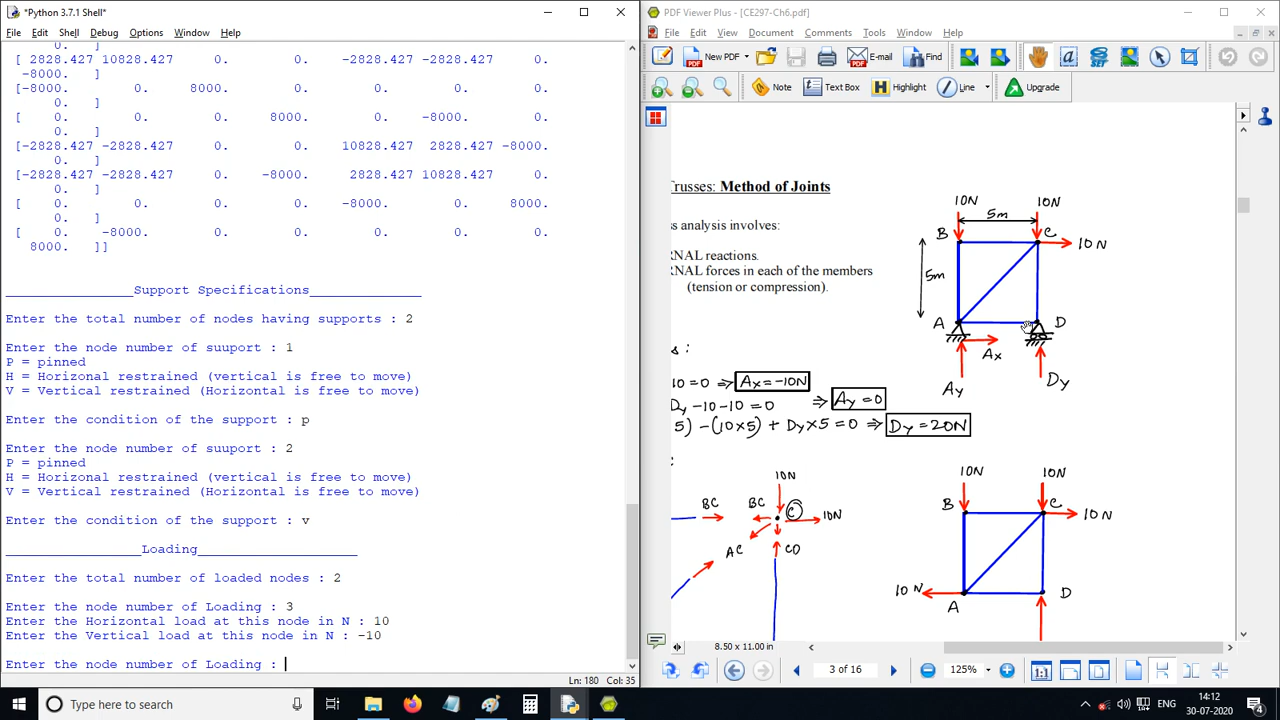 *Python 3.7.1 Shell*
File Edit Shell Debug Options Window Help
0. ]
[ 2828.427 10828.427 0. 0. -2828.427 -2828.427 0.
-8000. ]
[-8000. 0. 8000. 0. 0. 0. 0.
0. ]
[ 0. 0. 0. 8000. 0. -8000. 0.
0. ]
[-2828.427 -2828.427 0. 0. 10828.427 2828.427 -8000.
0. ]
[-2828.427 -2828.427 0. -8000. 2828.427 10828.427 0.
0. ]
[ 0. 0. 0. 0. -8000. 0. 8000.
0. ]
[ 0. -8000. 0. 0. 0. 0. 0.
8000. ]]
_______________Support Specifications_____________
Enter the total number of nodes having supports : 2
Enter the node number of suuport : 1
P = pinned
H = Horizonal restrained (vertical is free to move)
V = Vertical restrained (Horizontal is free to move)
Enter the condition of the support : p
Enter the node number of suuport : 2
P = pinned
H = Horizonal restrained (vertical is free to move)
V = Vertical restrained (Horizontal is free to move)
Enter the condition of the support : v
________________Loading___________________
Enter the total number of loaded nodes : 2
Enter the node number of Loading : 3
Enter the Horizontal load at this node in N : 10
Enter the Vertical load at this node in N : -10
Enter the node number of Loading :
Ln: 180 Col: 35
PDF Viewer Plus - [CE297-Ch6.pdf]
File Edit View Document Comments Tools Window Help
New PDF E-mail Find
Note Text Box Highlight Line Upgrade
Trusses: Method of Joints
ss analysis involves:
RNAL reactions.
RNAL forces in each of the members
(tension or compression).
10N 10N
5m
B C 10 N
5m
A D
Ax
Ay Dy
s :
10 = 0 ⇒ Ax = -10N
Dy -10 -10 = 0 ⇒ Ay = 0
5) - (10×5) + Dy×5 = 0 ⇒ Dy = 20N
10N
BC BC C 10N
AC CD
10N 10N
B C 10 N
10 N
A D
8.50 x 11.00 in
3 of 16
125%
1:1
Type here to search
ENG
14:12
30-07-2020
4